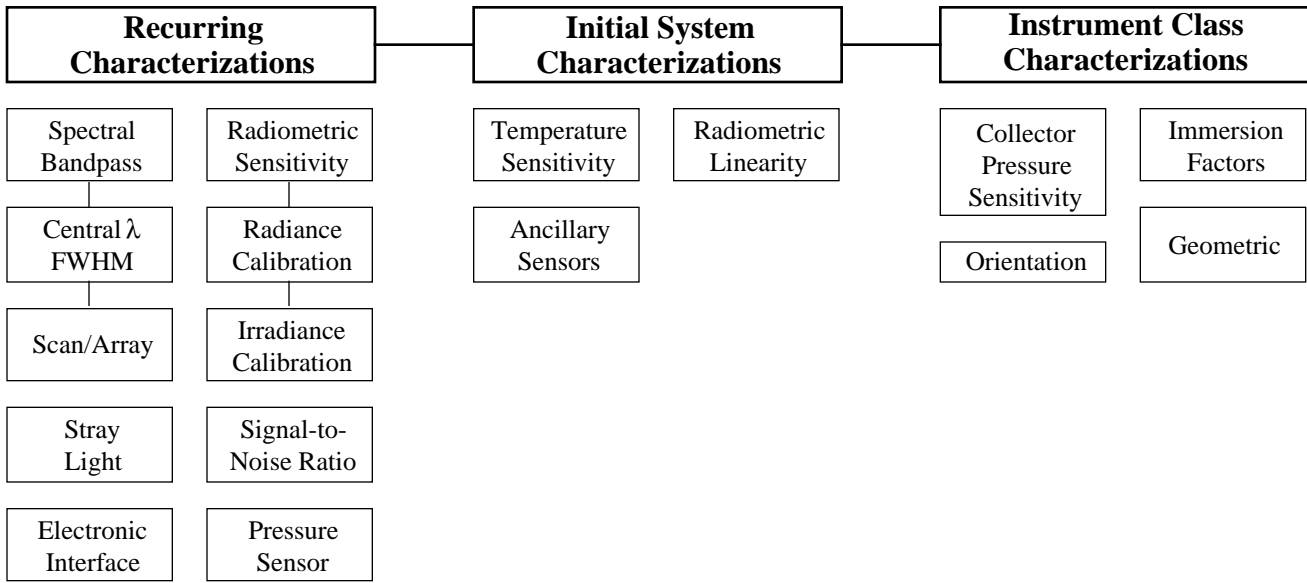 Recurring
Characterizations
Initial System
Characterizations
Instrument Class
Characterizations
Spectral
Bandpass
Radiometric
Sensitivity
Central λ
FWHM
Radiance
Calibration
Scan/Array
Irradiance
Calibration
Stray
Light
Signal-to-
Noise Ratio
Electronic
Interface
Pressure
Sensor
Temperature
Sensitivity
Radiometric
Linearity
Ancillary
Sensors
Collector
Pressure
Sensitivity
Immersion
Factors
Orientation
Geometric